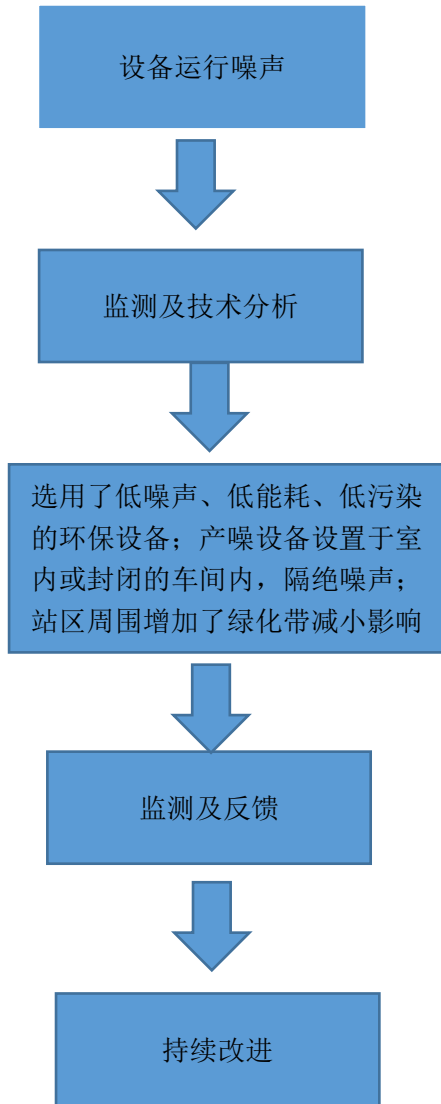 设备运行噪声
监测及技术分析
选用了低噪声、低能耗、低污染
的环保设备；产噪设备设置于室
内或封闭的车间内，隔绝噪声；
站区周围增加了绿化带减小影响
监测及反馈
持续改进